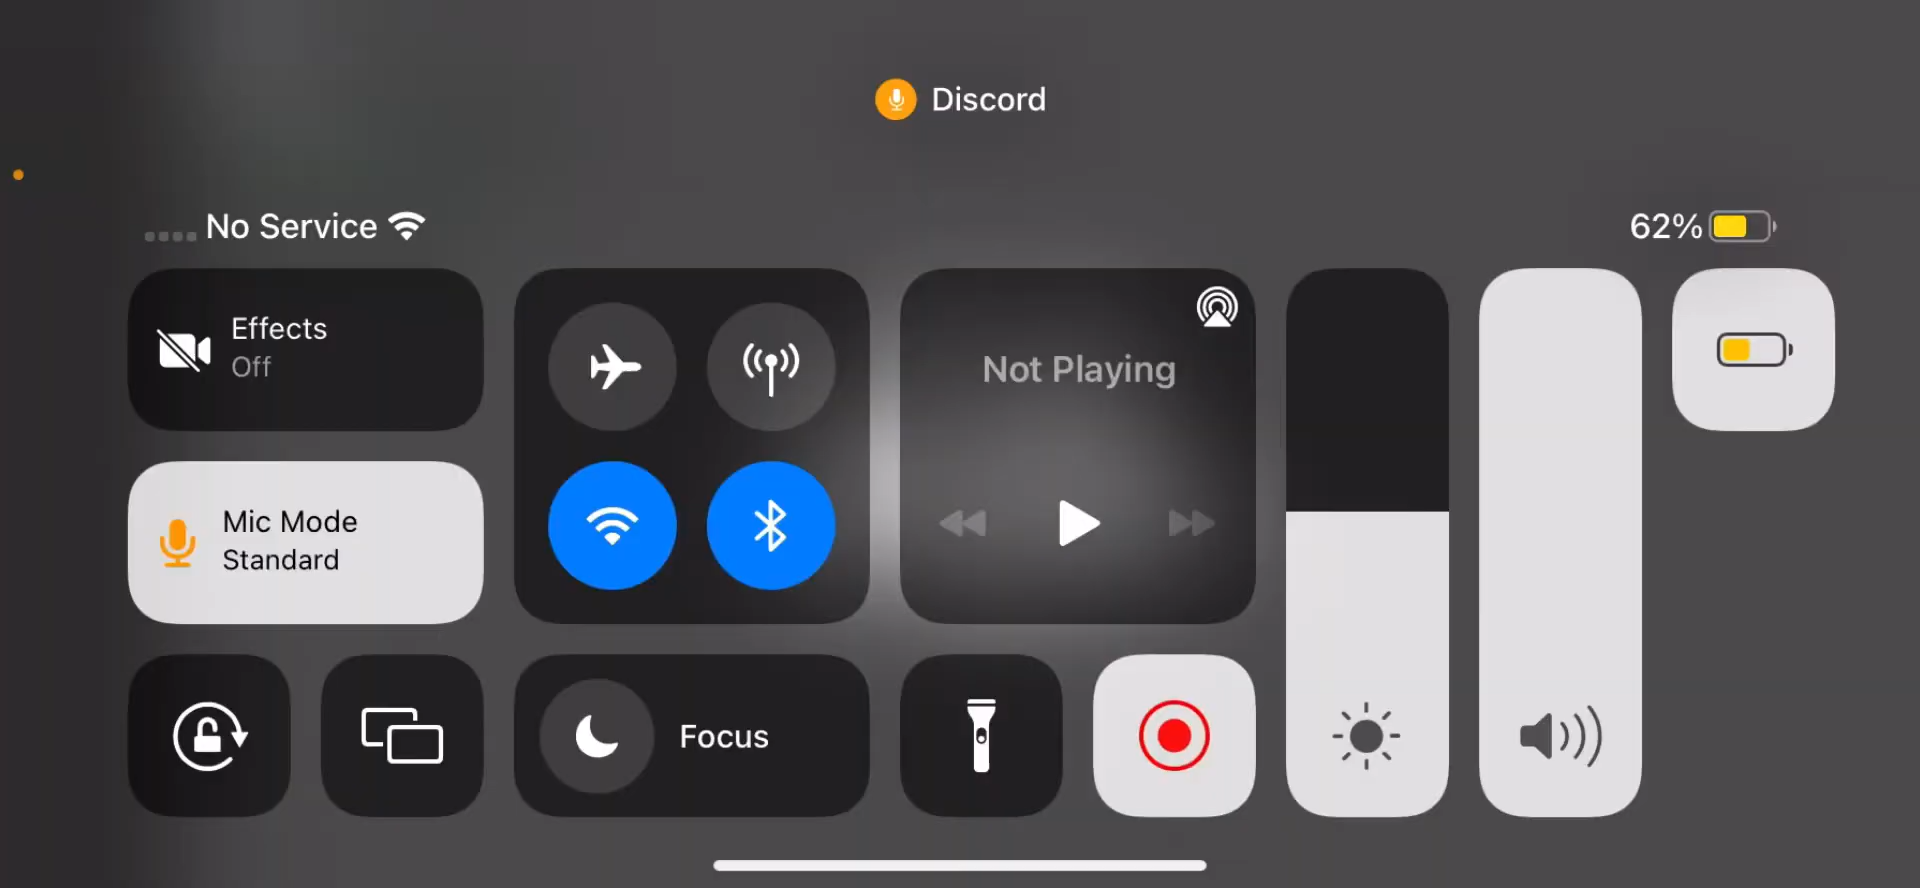 Discord
No Service
62%
Effects
Off
Not Playing
Mic Mode
Standard
Focus